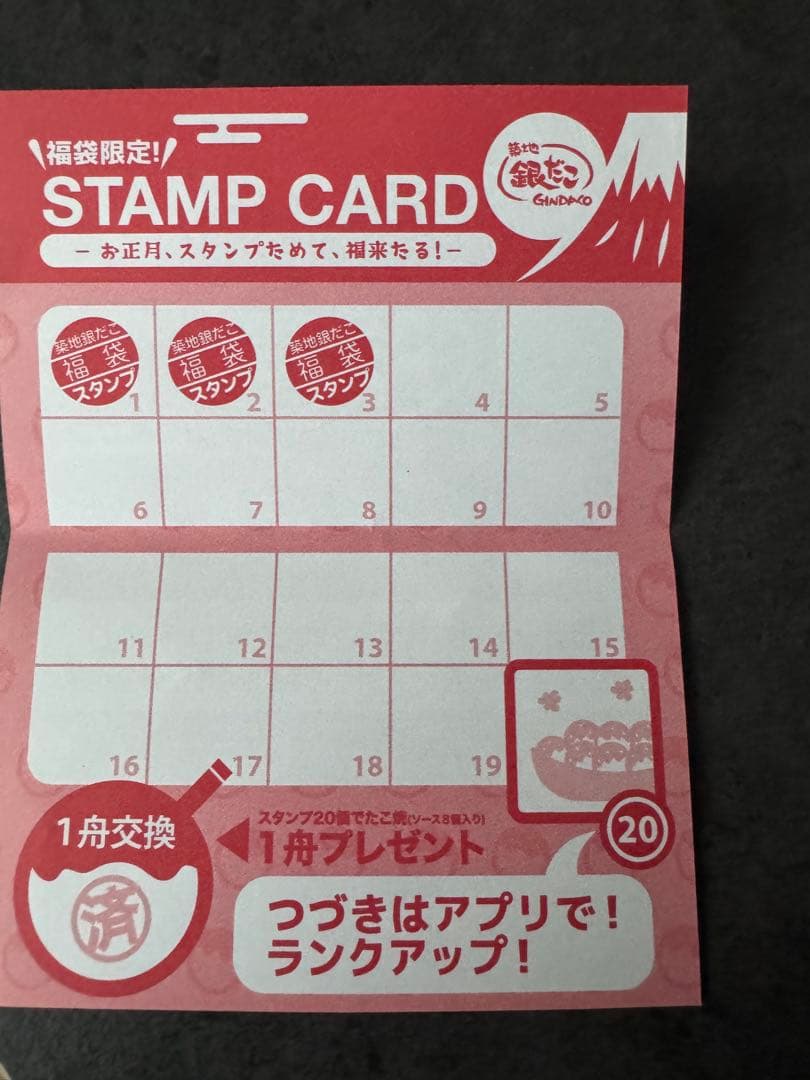 福袋限定!
STAMP CARD
築地
銀だこ
GINDACO
－お正月、スタンプためて、福来たる!－
築地銀だこ
福袋
スタンプ
1
築地銀だこ
福袋
スタンプ
2
築地銀だこ
福袋
スタンプ
3
4
5
6
7
8
9
10
11
12
13
14
15
16
17
18
19
20
1舟交換
済
スタンプ20個でたこ焼(ソース8個入り)
1舟プレゼント
つづきはアプリで!
ランクアップ!